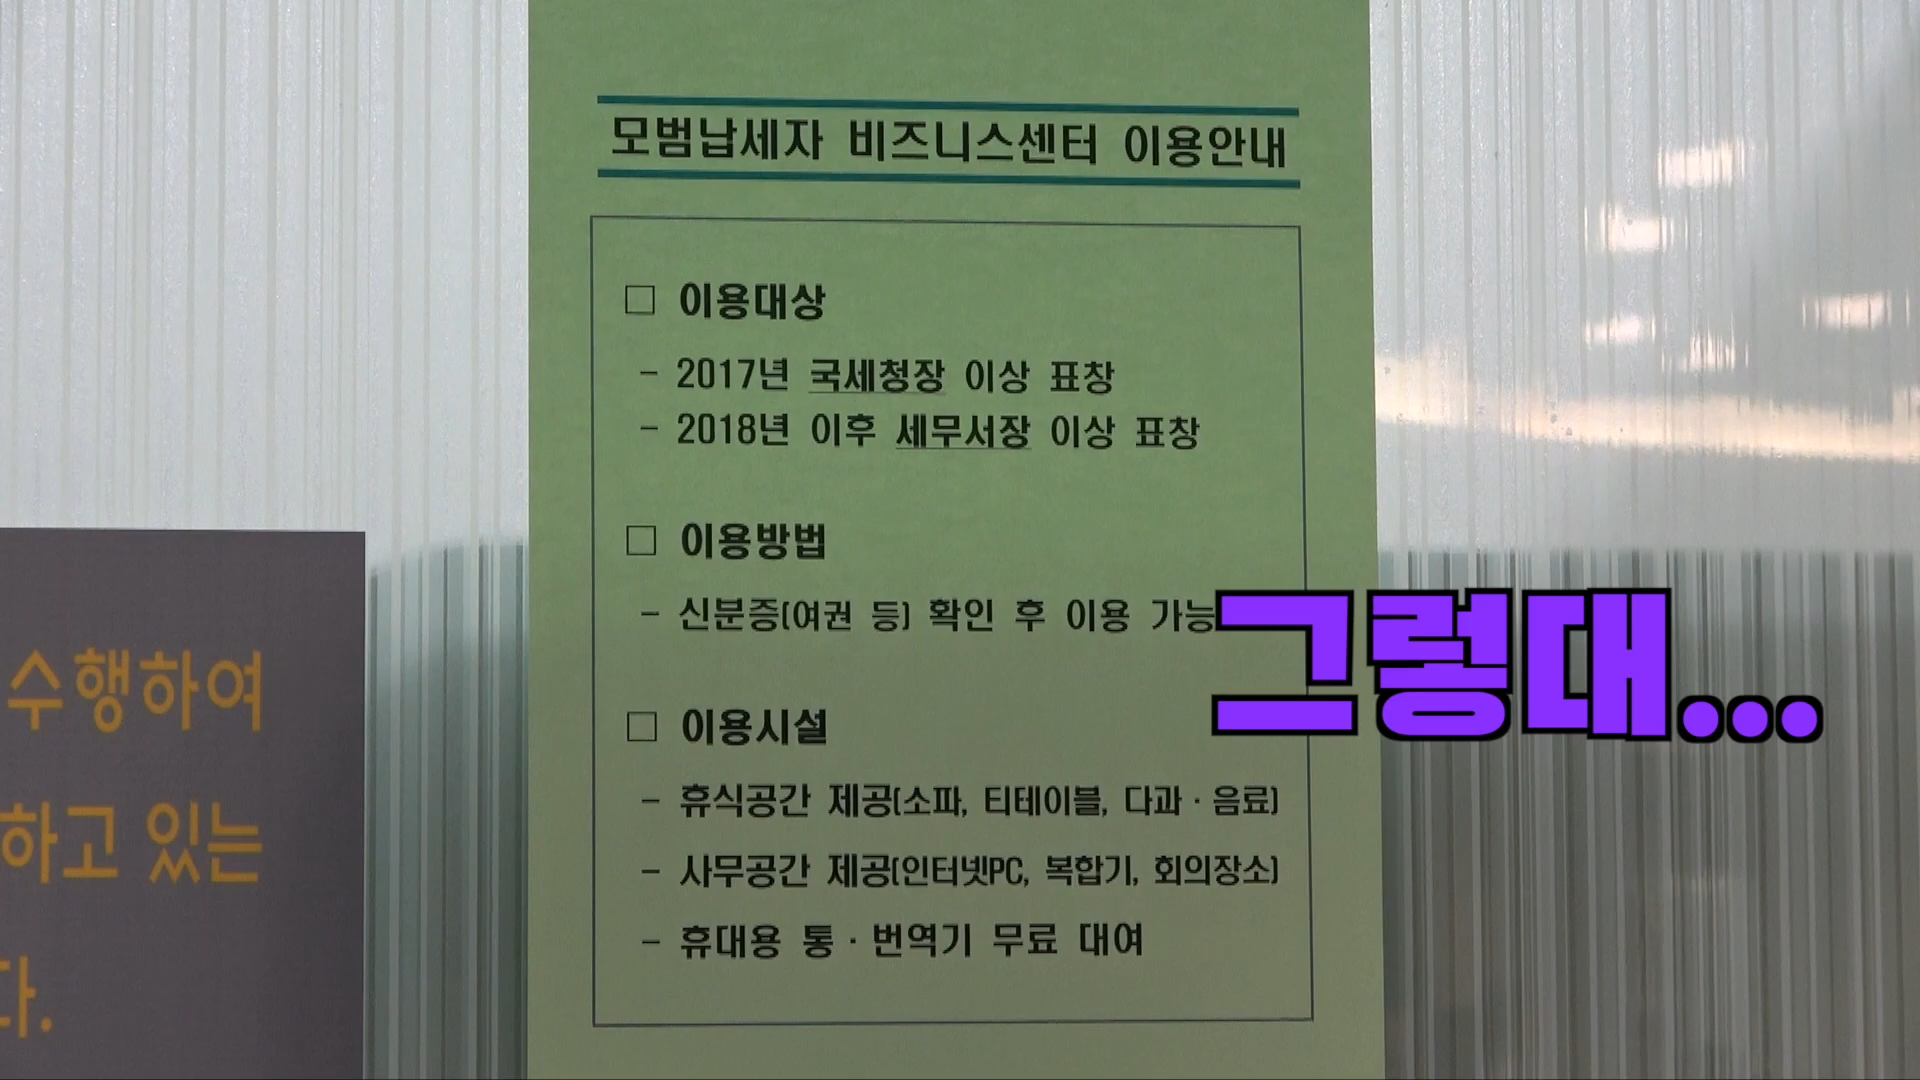 모범납세자 비즈니스센터 이용안내
□ 이용대상
- 2017년 국세청장 이상 표창
- 2018년 이후 세무서장 이상 표창
□ 이용방법
- 신분증(여권 등) 확인 후 이용 가능
그렇대...
□ 이용시설
- 휴식공간 제공(소파, 티테이블, 다과·음료)
- 사무공간 제공(인터넷PC, 복합기, 회의장소)
- 휴대용 통·번역기 무료 대여
수행하여
하고 있는
다.